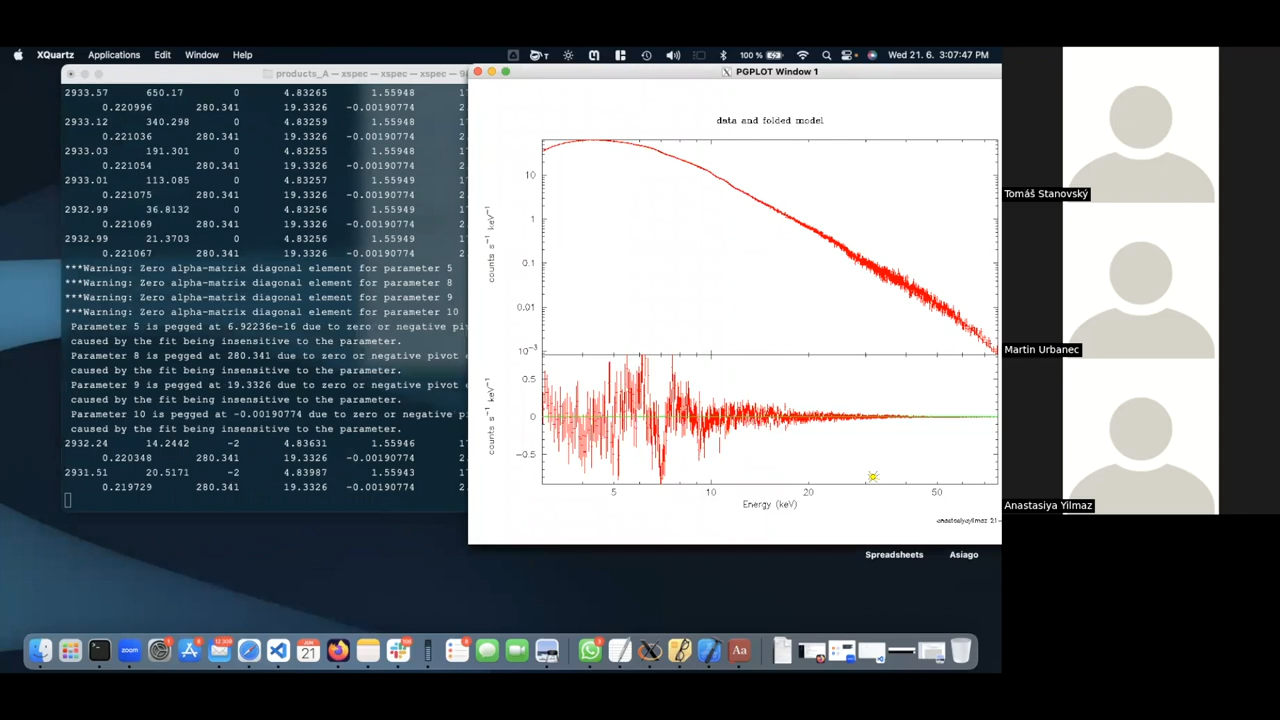 XQuartz Applications Edit Window Help
100 %
Wed 21. 6. 3:07:47 PM
products_A — xspec — xspec — xspec — 9
2933.57 650.17 0 4.83265 1.55948
0.220996 280.341 19.3326 -0.00190774
2933.12 340.298 0 4.83256 1.55948
0.221036 280.341 19.3326 -0.00190774
2933.03 191.301 0 4.83255 1.55948
0.221054 280.341 19.3326 -0.00190774
2933.01 113.085 0 4.83257 1.55949
0.221075 280.341 19.3326 -0.00190774
2932.99 36.8132 0 4.83256 1.55949
0.221069 280.341 19.3326 -0.00190774
2932.99 21.3703 0 4.83256 1.55949
0.221067 280.341 19.3326 -0.00190774
***Warning: Zero alpha-matrix diagonal element for parameter 5
***Warning: Zero alpha-matrix diagonal element for parameter 8
***Warning: Zero alpha-matrix diagonal element for parameter 9
***Warning: Zero alpha-matrix diagonal element for parameter 10
Parameter 5 is pegged at 6.92236e-16 due to zero or negative piv
caused by the fit being insensitive to the parameter.
Parameter 8 is pegged at 280.341 due to zero or negative pivot
caused by the fit being insensitive to the parameter.
Parameter 9 is pegged at 19.3326 due to zero or negative pivot
caused by the fit being insensitive to the parameter.
Parameter 10 is pegged at -0.00190774 due to zero or negative p
caused by the fit being insensitive to the parameter.
2932.24 14.2442 -2 4.83631 1.55946
0.220348 280.341 19.3326 -0.00190774
2931.51 20.5171 -2 4.83987 1.55943
0.219729 280.341 19.3326 -0.00190774
PGPLOT Window 1
data and folded model
counts s⁻¹ keV⁻¹
10
1
0.1
0.01
10⁻³
counts s⁻¹ keV⁻¹
0.5
0
-0.5
5 10 20 50
Energy (keV)
anastasiyayilmaz 21-
Spreadsheets Asiago
Tomáš Stanovský
Martin Urbanec
Anastasiya Yilmaz
zoom
JUN
21
Aa